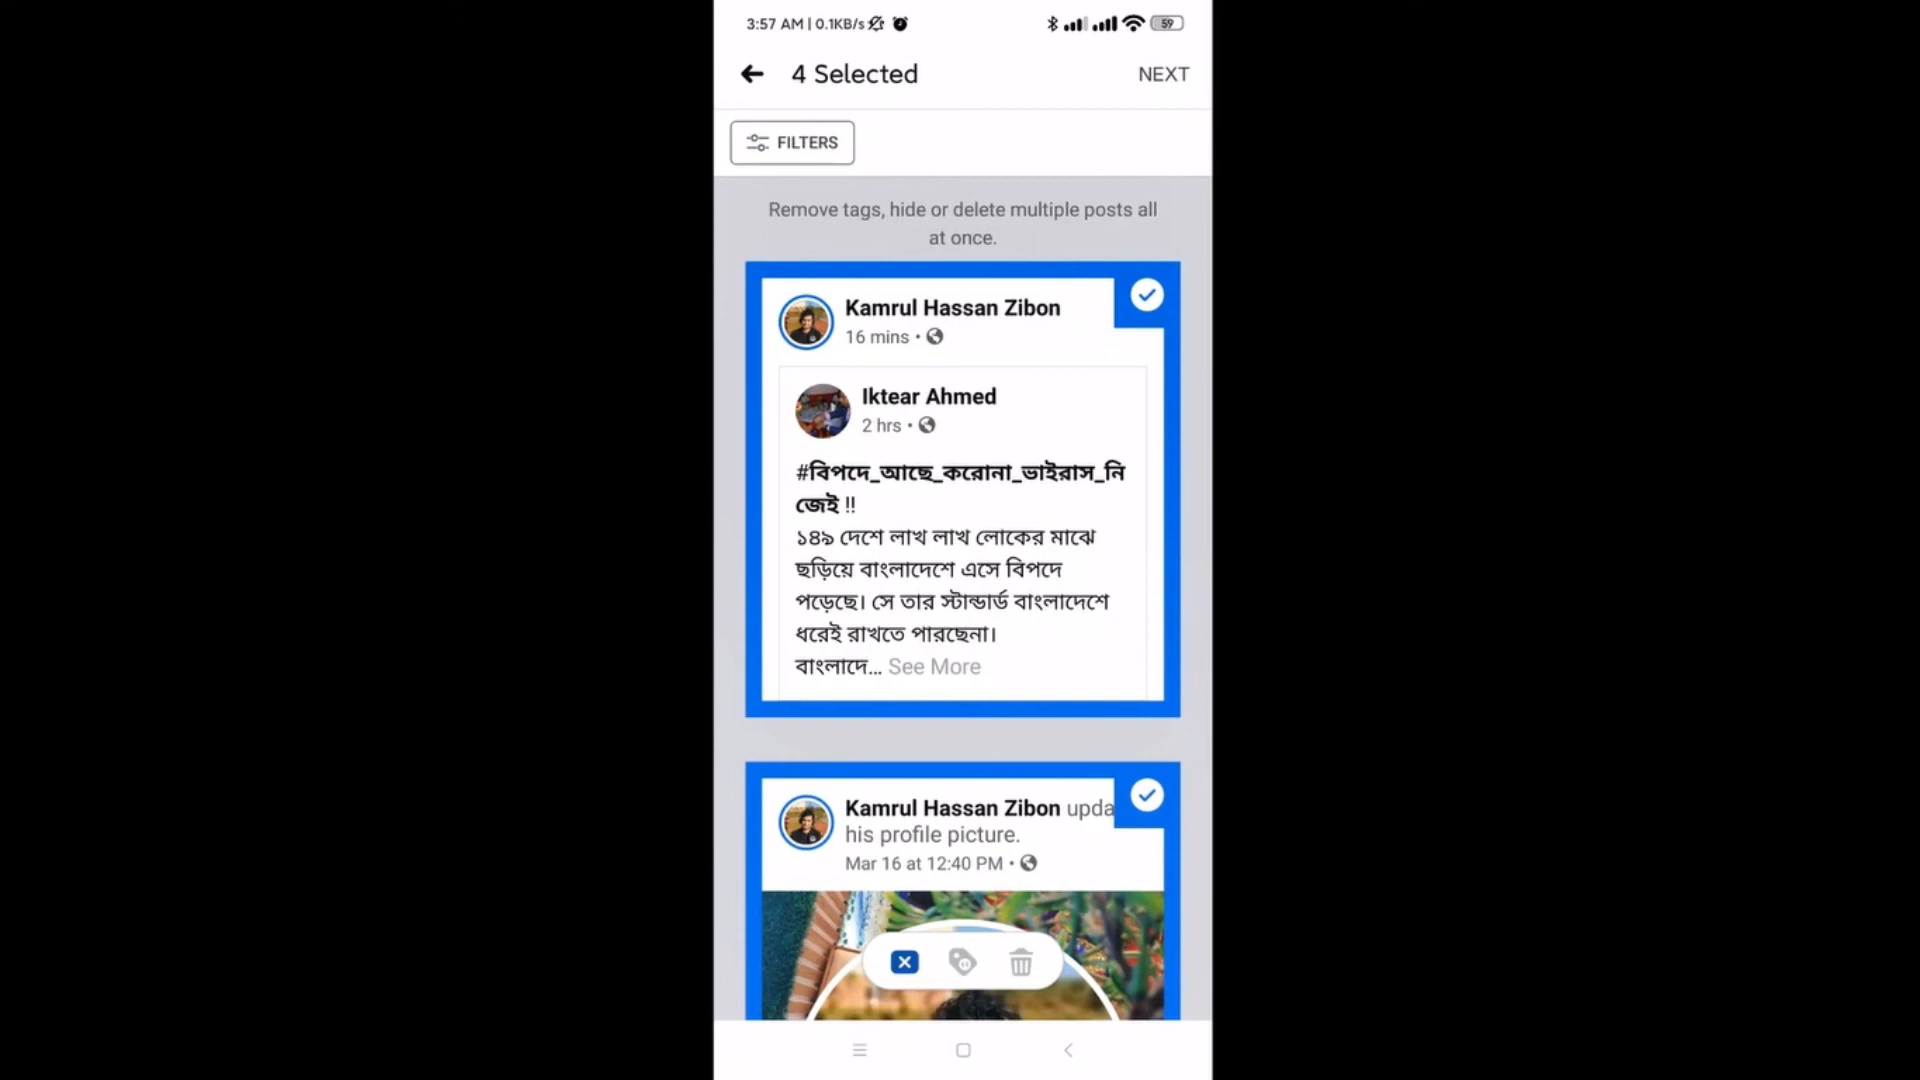 3:57 AM | 0.1KB/s
59
4 Selected
NEXT
FILTERS
Remove tags, hide or delete multiple posts all
at once.
Kamrul Hassan Zibon
16 mins •
Iktear Ahmed
2 hrs •
#বিপদে_আছে_করোনা_ভাইরাস_নি
জেই !!
১৪৯ দেশে লাখ লাখ লোকের মাঝে
ছড়িয়ে বাংলাদেশে এসে বিপদে
পড়েছে। সে তার স্টান্ডার্ড বাংলাদেশে
ধরেই রাখতে পারছেনা।
বাংলাদে... See More
Kamrul Hassan Zibon upda
his profile picture.
Mar 16 at 12:40 PM •